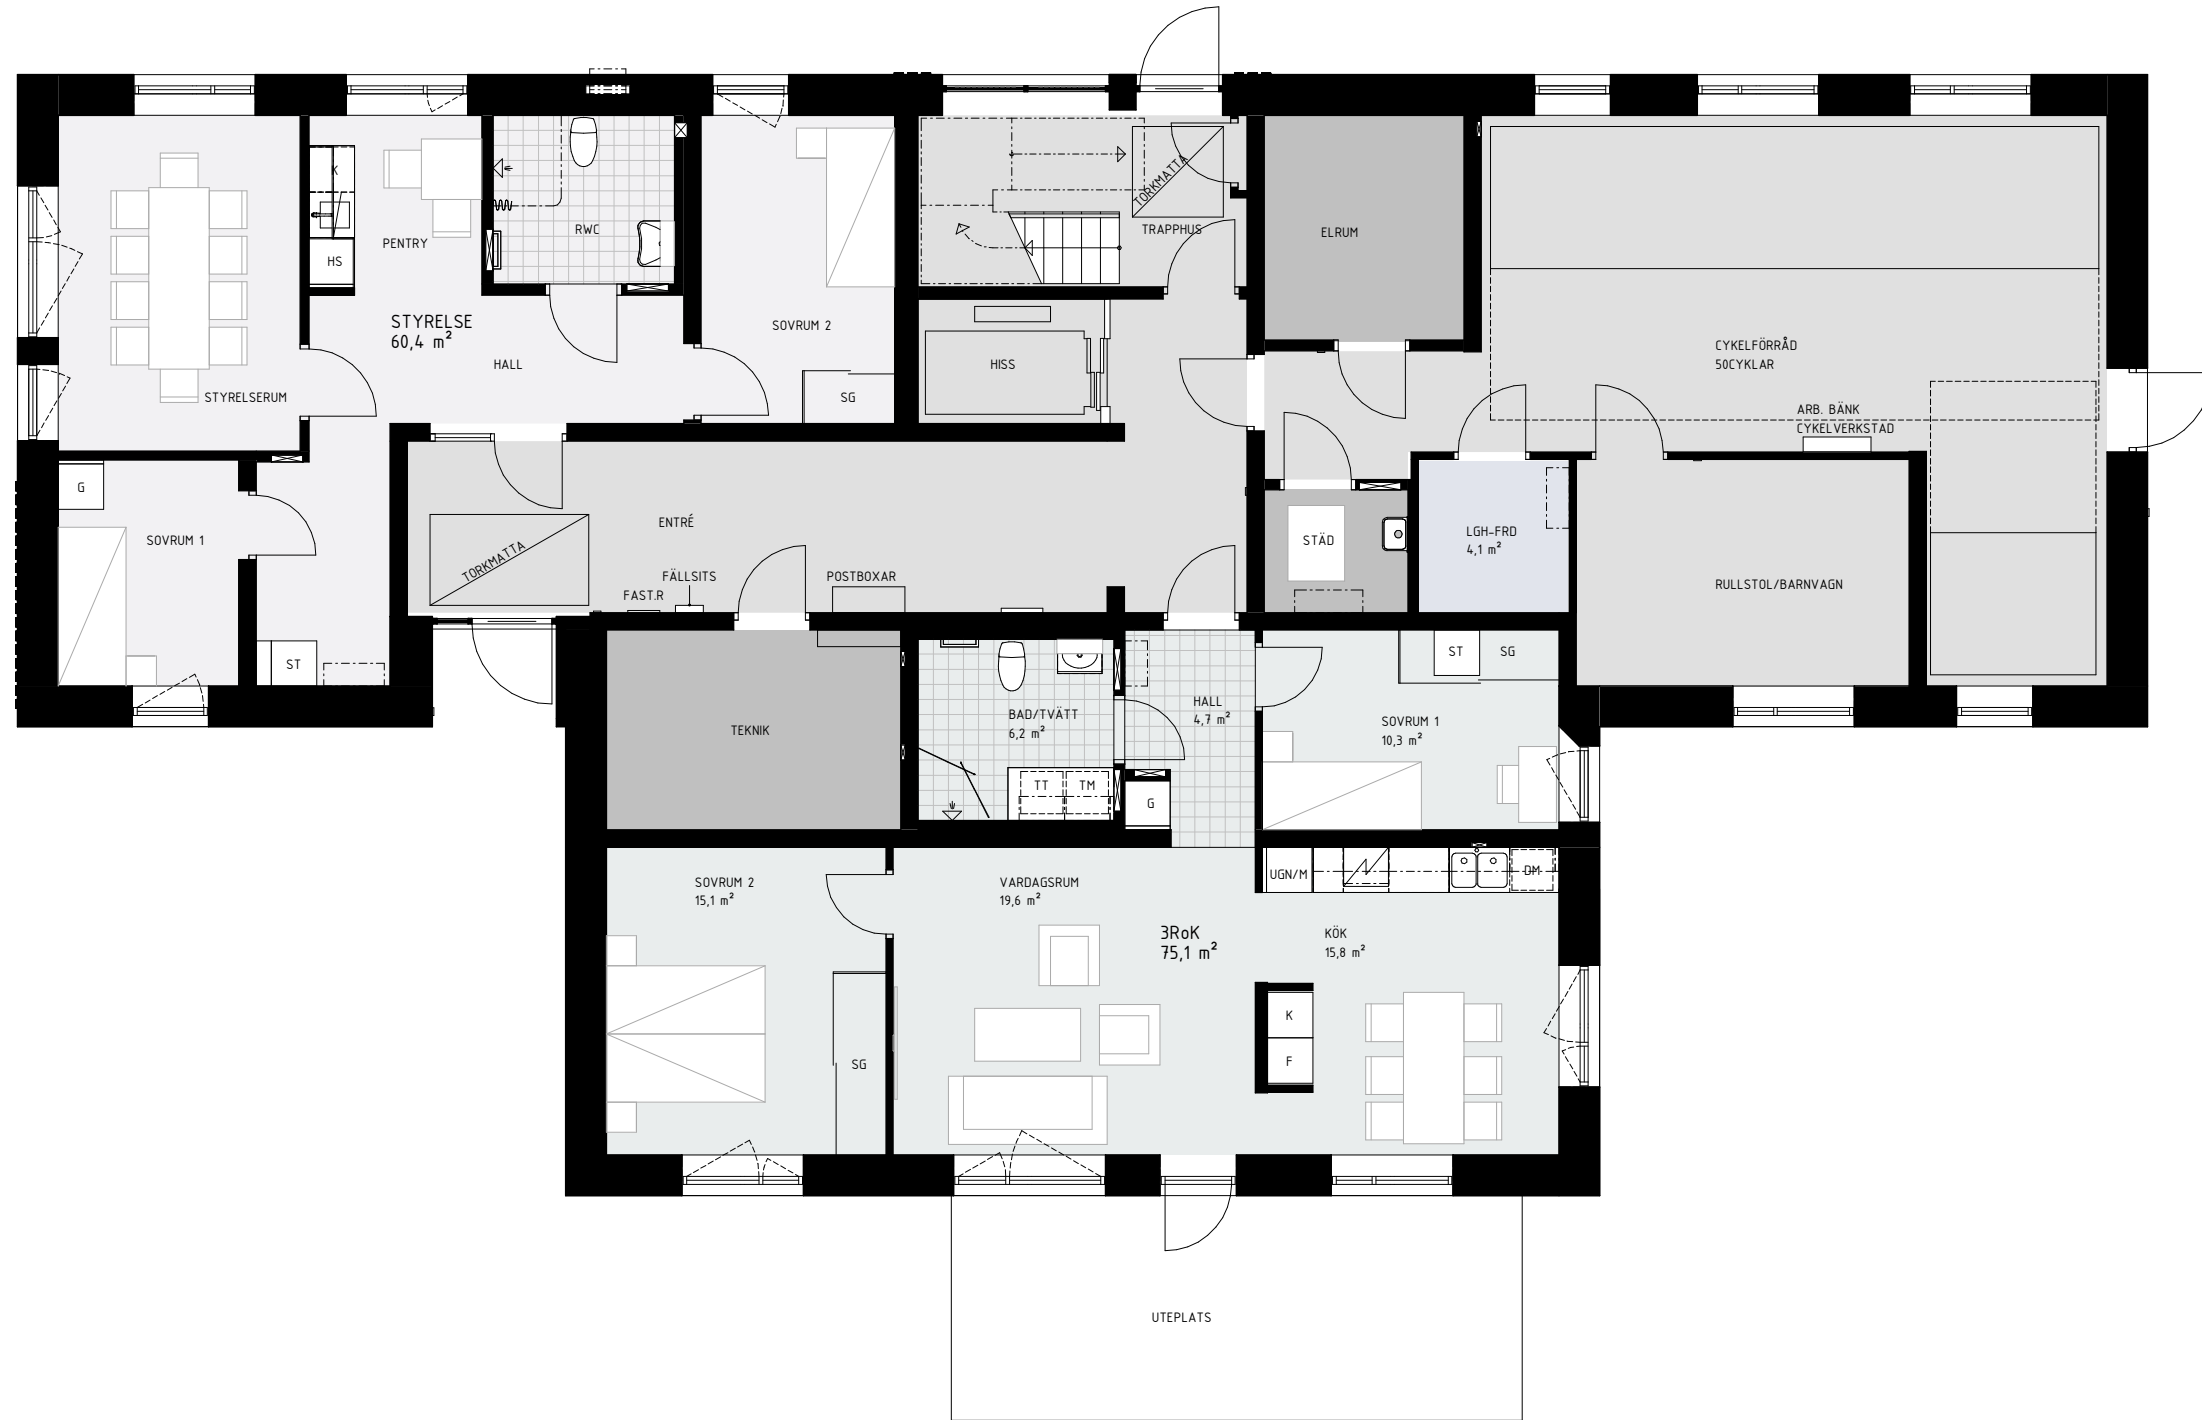 K
HS
PENTRY
RWC
STYRELSE
60,4 m²
HALL
STYRELSERUM
SOVRUM 2
SG
TORKMATTA
TRAPPHUS
HISS
ELRUM
CYKELFÖRRÅD
50CYKLAR
ARB. BÄNK
CYKELVERKSTAD
G
SOVRUM 1
ST
ENTRÉ
TORKMATTA
FÄLLSITS
FAST.R
POSTBOXAR
STÄD
LGH-FRD
4,1 m²
RULLSTOL/BARNVAGN
TEKNIK
BAD/TVÄTT
6,2 m²
TT
TM
HALL
4,7 m²
G
ST
SG
SOVRUM 1
10,3 m²
SOVRUM 2
15,1 m²
SG
VARDAGSRUM
19,6 m²
3RoK
75,1 m²
UGN/M
DM
KÖK
15,8 m²
K
F
UTEPLATS